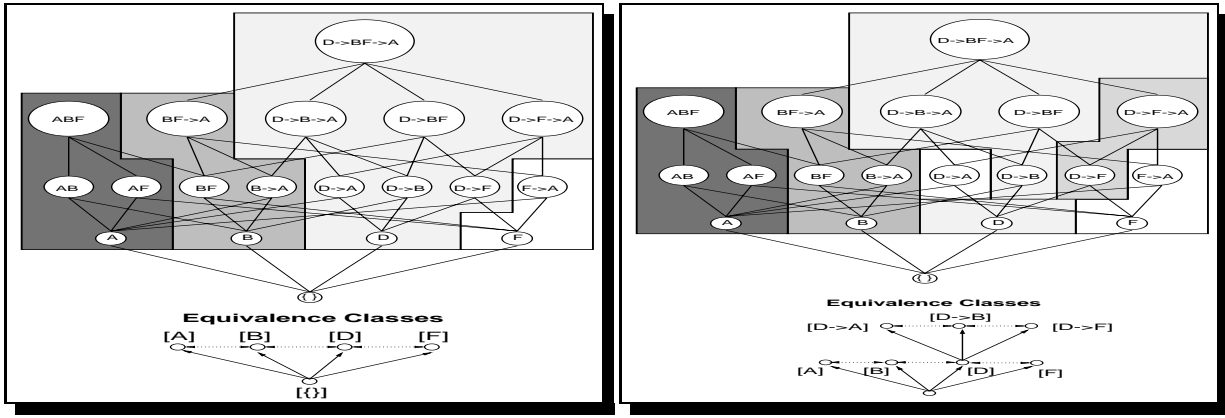 D->BF->A
ABF BF->A D->B->A D->BF D->F->A
AB AF BF B->A D->A D->B D->F F->A
A B D F
{}
Equivalence Classes
[A] [B] [D] [F]
[{}]
D->BF->A
ABF BF->A D->B->A D->BF D->F->A
AB AF BF B->A D->A D->B D->F F->A
A B D F
{}
Equivalence Classes
[D->A] [D->B] [D->F]
[A] [B] [D] [F]